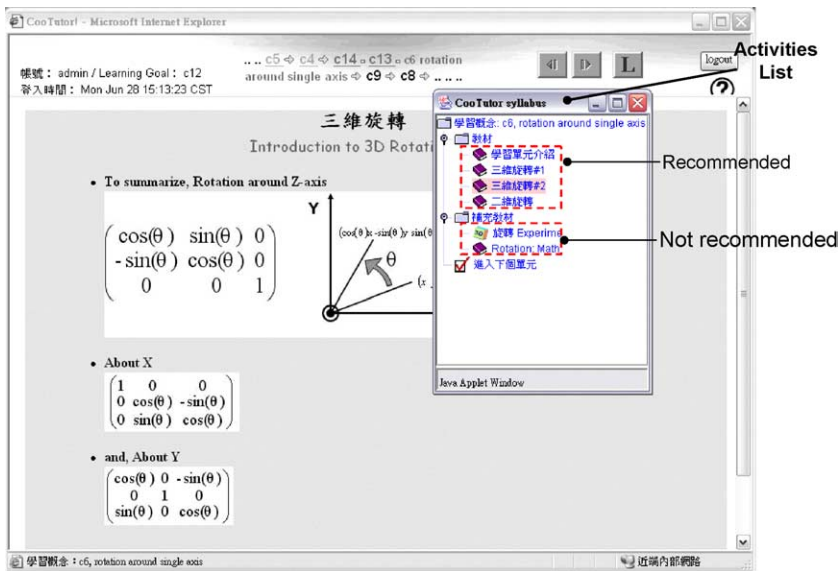 CooTutor! - Microsoft Internet Explorer
帳號： admin / Learning Goal： c12
登入時間： Mon Jun 28 15:13:23 CST
.. .. c5 ⇨ c4 ⇨ c14 。 c13 。 c6 rotation
around single axis ⇨ c9 ⇨ c8 ⇨ .. .. ..
L
logout
?
Activities
List
三維旋轉
Introduction to 3D Rotati
• To summarize, Rotation around Z-axis
cos(θ) sin(θ) 0
-sin(θ) cos(θ) 0
0 0 1
Y
(cos(θ)x -sin(θ)y sin(θ
θ
(x
• About X
1 0 0
0 cos(θ) -sin(θ)
0 sin(θ) cos(θ)
• and, About Y
cos(θ) 0 -sin(θ)
0 1 0
sin(θ) 0 cos(θ)
CooTutor syllabus
學習概念: c6, rotation around single axis
教材
學習單元介紹
三維旋轉#1
三維旋轉#2
二維旋轉
補充教材
旋轉 Experime
Rotation: Math
進入下個單元
Java Applet Window
Recommended
Not recommended
學習概念：c6, rotation around single axis
近端內部網路